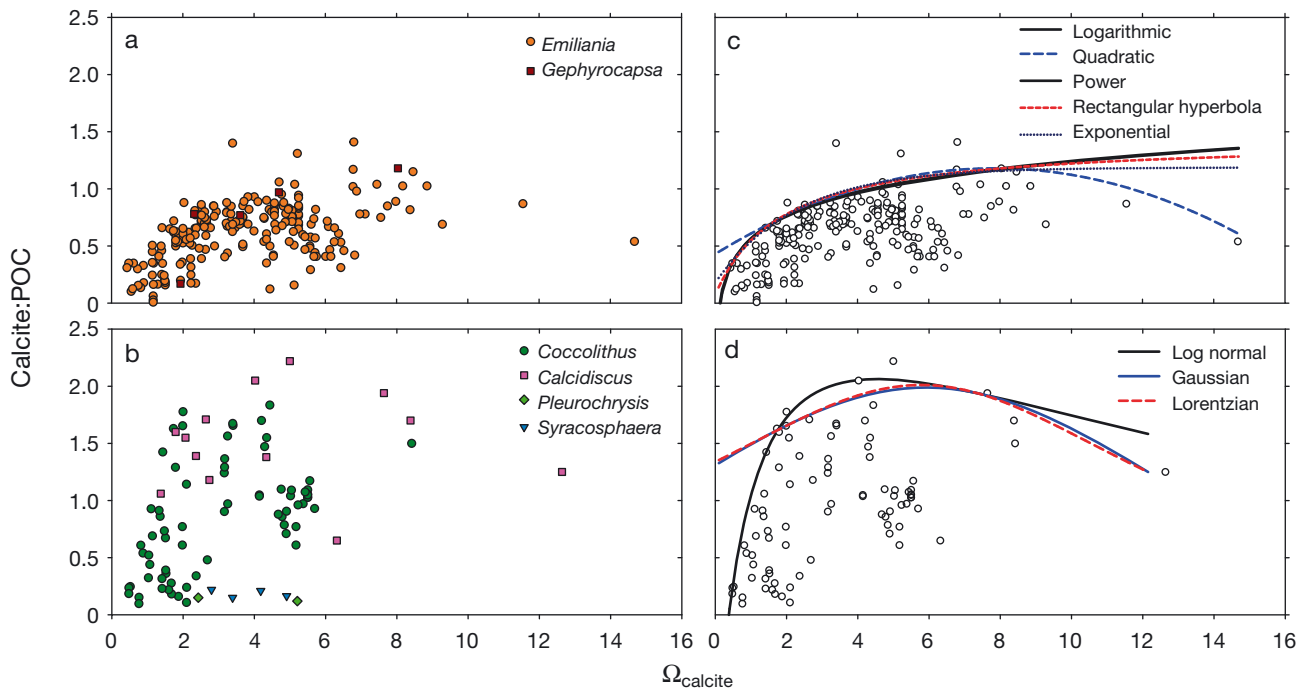 Calcite:POC
a
Emiliania
Gephyrocapsa
2.5
2.0
1.5
1.0
0.5
0
c
Logarithmic
Quadratic
Power
Rectangular hyperbola
Exponential
b
Coccolithus
Calcidiscus
Pleurochrysis
Syracosphaera
2.5
2.0
1.5
1.0
0.5
0
0 2 4 6 8 10 12 14 16
d
Log normal
Gaussian
Lorentzian
0 2 4 6 8 10 12 14 16
Ωcalcite